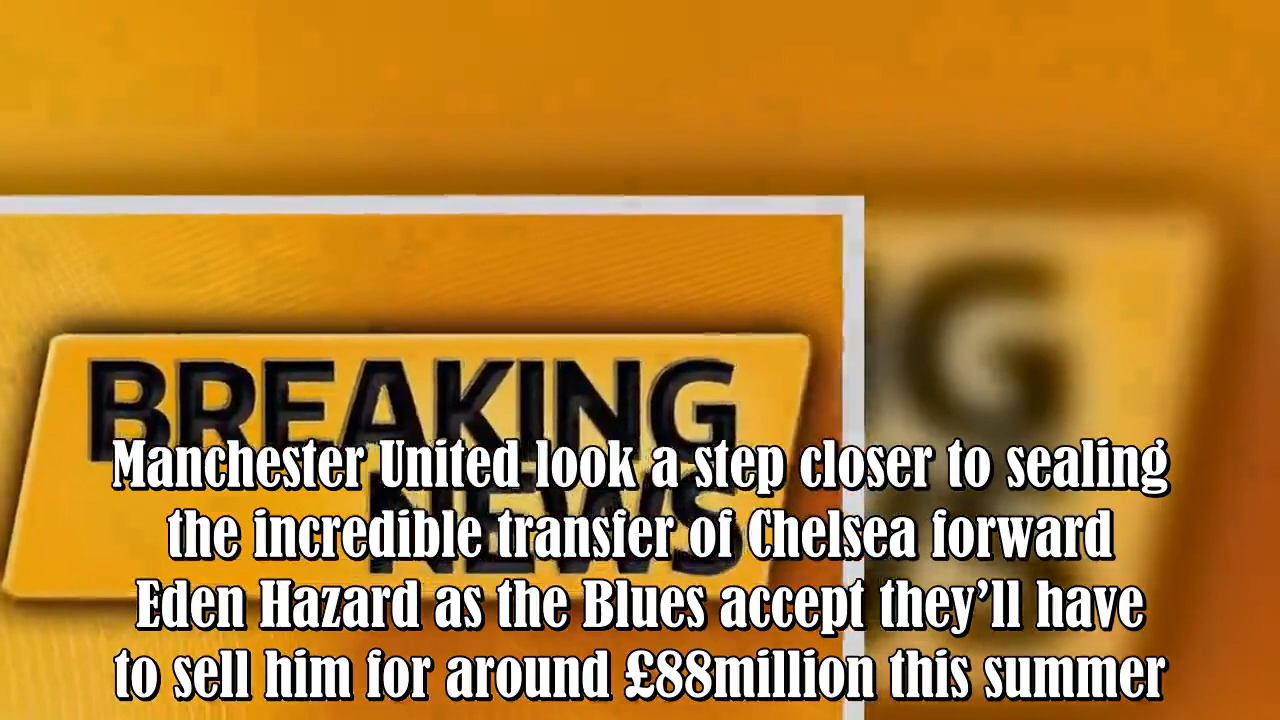 BREAKING
NEWS
G
Manchester United look a step closer to sealing
the incredible transfer of Chelsea forward
Eden Hazard as the Blues accept they’ll have
to sell him for around £88million this summer